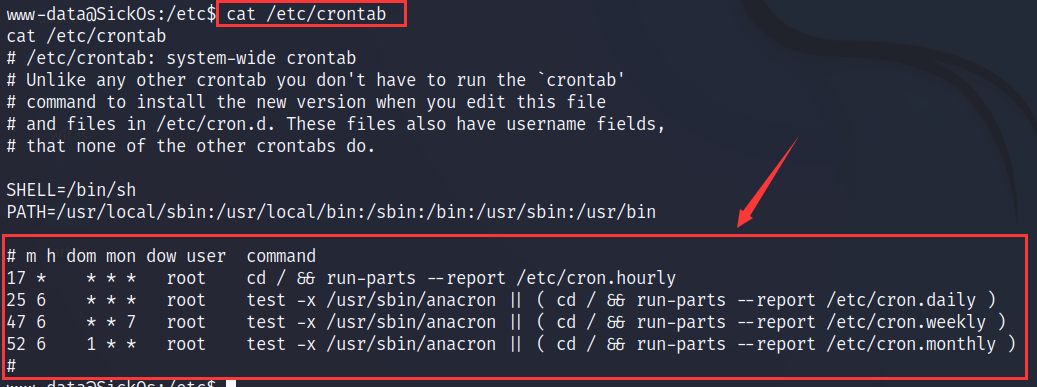 www-data@SickOs:/etc$ cat /etc/crontab
cat /etc/crontab
# /etc/crontab: system-wide crontab
# Unlike any other crontab you don't have to run the `crontab'
# command to install the new version when you edit this file
# and files in /etc/cron.d. These files also have username fields,
# that none of the other crontabs do.
SHELL=/bin/sh
PATH=/usr/local/sbin:/usr/local/bin:/sbin:/bin:/usr/sbin:/usr/bin
# m h dom mon dow user  command
17 *    * * *   root    cd / && run-parts --report /etc/cron.hourly
25 6    * * *   root    test -x /usr/sbin/anacron || ( cd / && run-parts --report /etc/cron.daily )
47 6    * * 7   root    test -x /usr/sbin/anacron || ( cd / && run-parts --report /etc/cron.weekly )
52 6    1 * *   root    test -x /usr/sbin/anacron || ( cd / && run-parts --report /etc/cron.monthly )
#
www-data@SickOs:/etc$